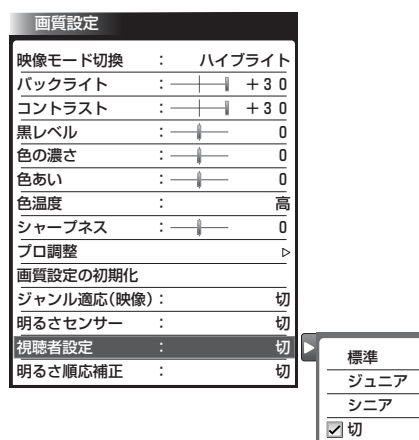 画質設定
映像モード切換 : ハイブライト
バックライト : +30
コントラスト : +30
黒レベル : 0
色の濃さ : 0
色あい : 0
色温度 : 高
シャープネス : 0
プロ調整
画質設定の初期化
ジャンル適応(映像) : 切
明るさセンサー : 切
視聴者設定 : 切
明るさ順応補正 : 切
標準
ジュニア
シニア
切